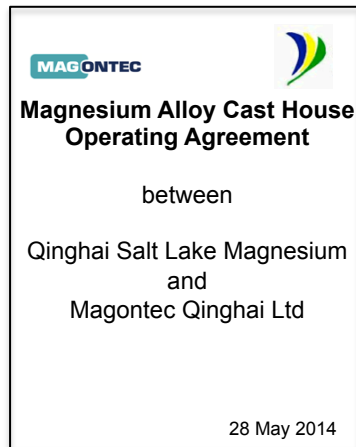 MAGONTEC
Magnesium Alloy Cast House
Operating Agreement
between
Qinghai Salt Lake Magnesium
and
Magontec Qinghai Ltd
28 May 2014